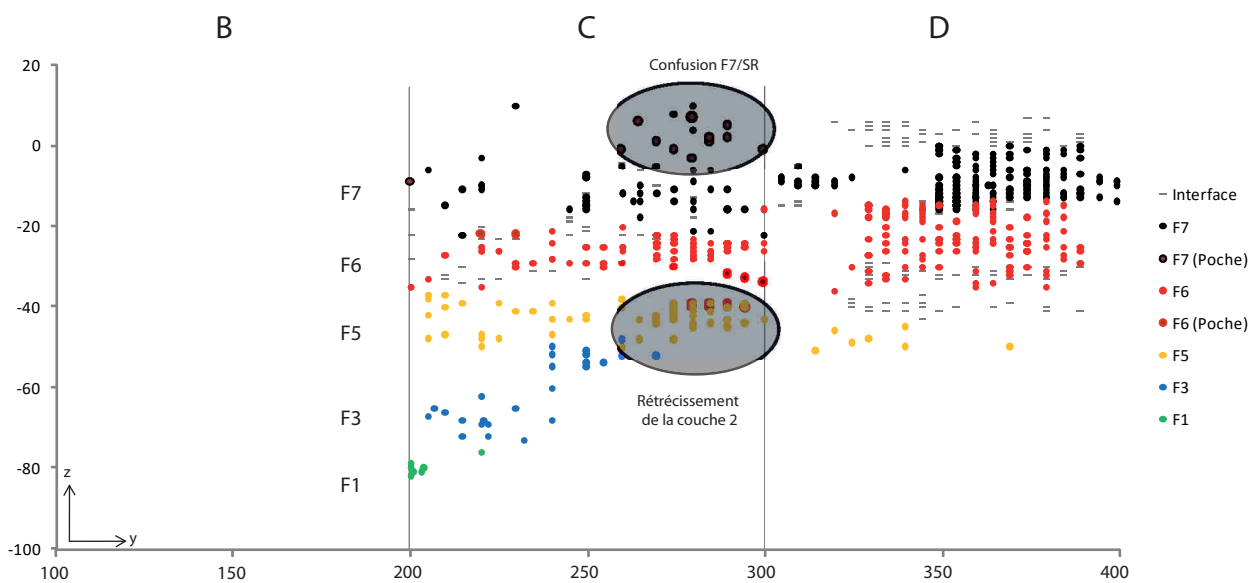 B C D
Confusion F7/SR
20
0
-20
-40
-60
-80
-100
F7
F6
F5
F3
F1
Rétrécissement
de la couche 2
z
y
100 150 200 250 300 350 400
Interface
F7
F7 (Poche)
F6
F6 (Poche)
F5
F3
F1